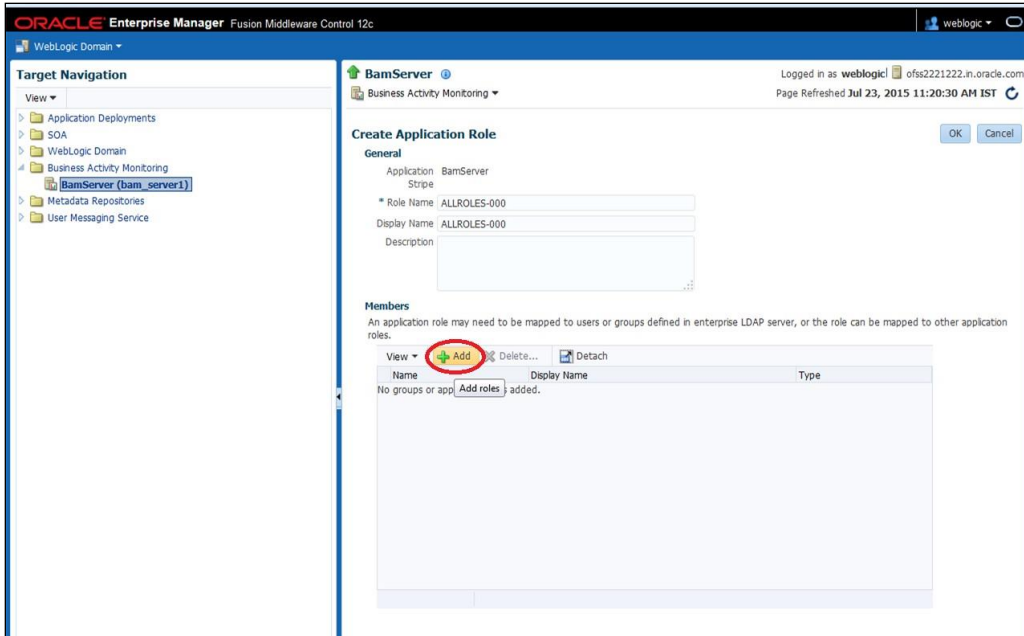 ORACLE Enterprise Manager Fusion Middleware Control 12c
weblogic
WebLogic Domain
Target Navigation
View
Application Deployments
SOA
WebLogic Domain
Business Activity Monitoring
BamServer (bam_server1)
Metadata Repositories
User Messaging Service
BamServer
Logged in as weblogic| ofss2221222.in.oracle.com
Business Activity Monitoring
Page Refreshed Jul 23, 2015 11:20:30 AM IST
Create Application Role
OK Cancel
General
Application Stripe BamServer
* Role Name ALLROLES-000
Display Name ALLROLES-000
Description
Members
An application role may need to be mapped to users or groups defined in enterprise LDAP server, or the role can be mapped to other application
roles.
View Add Delete... Detach
Name Display Name Type
No groups or app s added.
Add roles